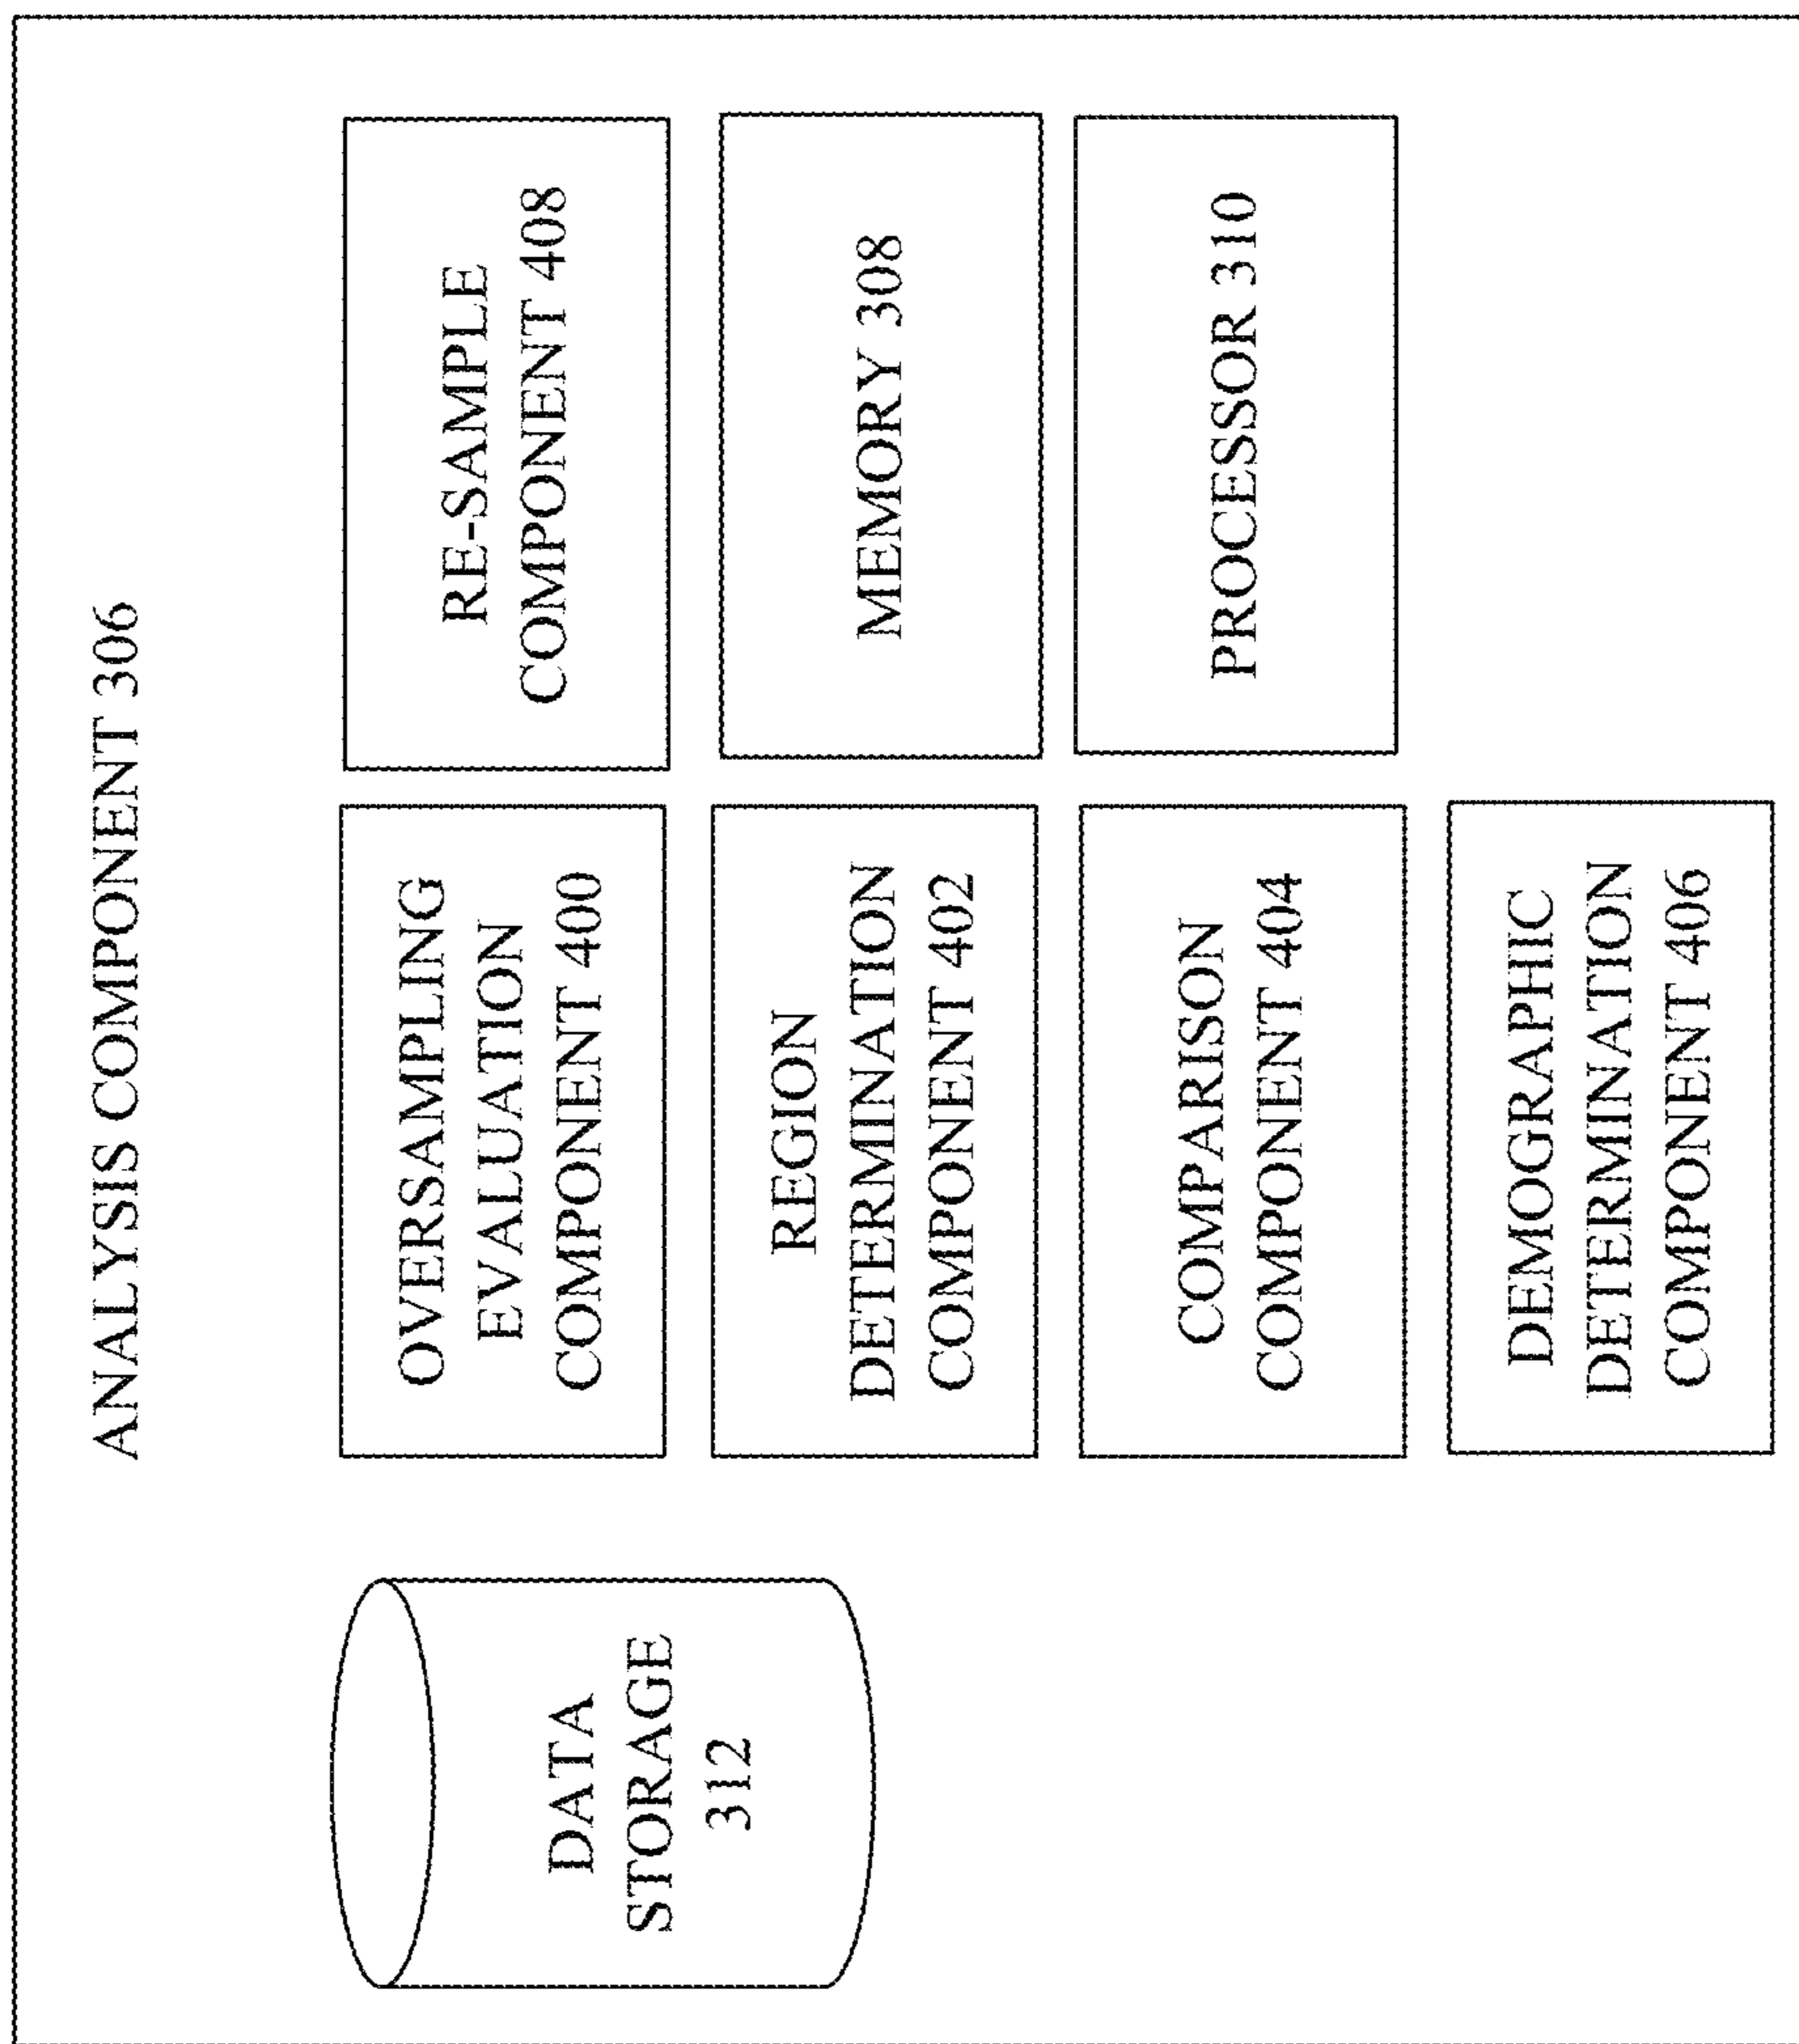 ANALYSIS COMPONENT 306
DATA
STORAGE
312
OVERSAMPLING
EVALUATION
COMPONENT 400
REGION
DETERMINATION
COMPONENT 402
COMPARISON
COMPONENT 404
DEMOGRAPHIC
DETERMINATION
COMPONENT 406
RE-SAMPLE
COMPONENT 408
MEMORY 308
PROCESSOR 310